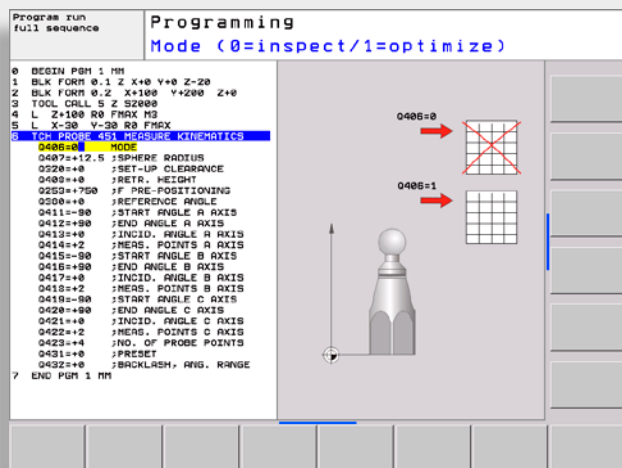 Program run
full sequence
Programming
Mode (0=inspect/1=optimize)
0 BEGIN PGM 1 MM
1 BLK FORM 0.1 Z X+0 Y+0 Z-20
2 BLK FORM 0.2 X+100 Y+200 Z+0
3 TOOL CALL 5 Z S2000
4 L Z+100 R0 FMAX M3
5 L X-30 Y-30 R0 FMAX
6 TCH PROBE 451 MEASURE KINEMATICS
Q406=0 MODE
Q407=+12.5 ;SPHERE RADIUS
Q320=+0 ;SET-UP CLEARANCE
Q408=+0 ;RETR. HEIGHT
Q253=+750 ;F PRE-POSITIONING
Q380=+0 ;REFERENCE ANGLE
Q411=-90 ;START ANGLE A AXIS
Q412=+90 ;END ANGLE A AXIS
Q413=+0 ;INCID. ANGLE A AXIS
Q414=+2 ;MEAS. POINTS A AXIS
Q415=-90 ;START ANGLE B AXIS
Q416=+90 ;END ANGLE B AXIS
Q417=+0 ;INCID. ANGLE B AXIS
Q418=+2 ;MEAS. POINTS B AXIS
Q419=-90 ;START ANGLE C AXIS
Q420=+90 ;END ANGLE C AXIS
Q421=+0 ;INCID. ANGLE C AXIS
Q422=+2 ;MEAS. POINTS C AXIS
Q423=+4 ;NO. OF PROBE POINTS
Q431=+0 ;PRESET
Q432=+0 ;BACKLASH, ANG. RANGE
7 END PGM 1 MM
Q406=0
Q406=1